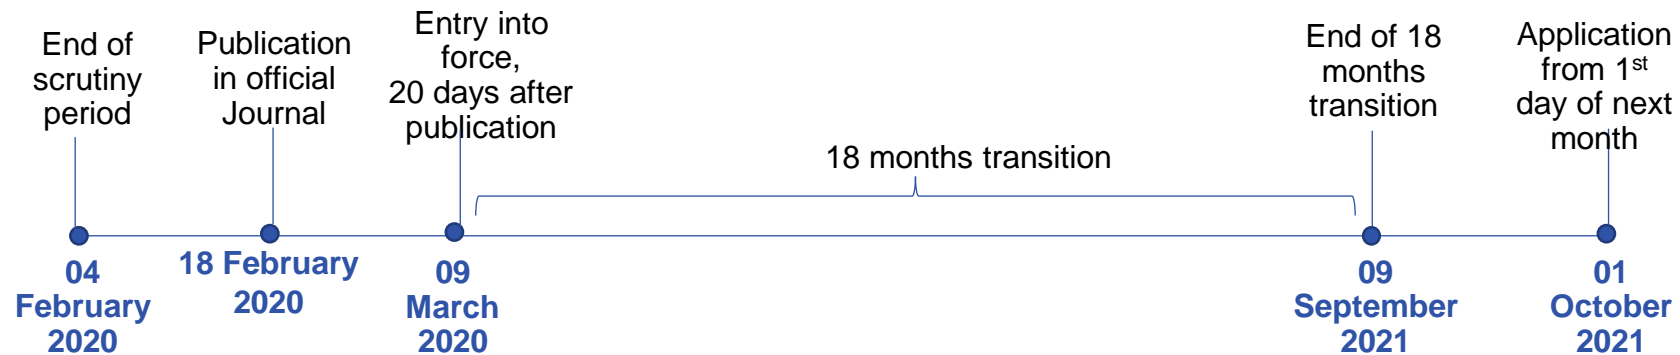 End of
scrutiny
period
Publication
in official
Journal
Entry into
force,
20 days after
publication
18 months transition
End of 18
months
transition
Application
from 1st
day of next
month
04
February
2020
18 February
2020
09
March
2020
09
September
2021
01
October
2021